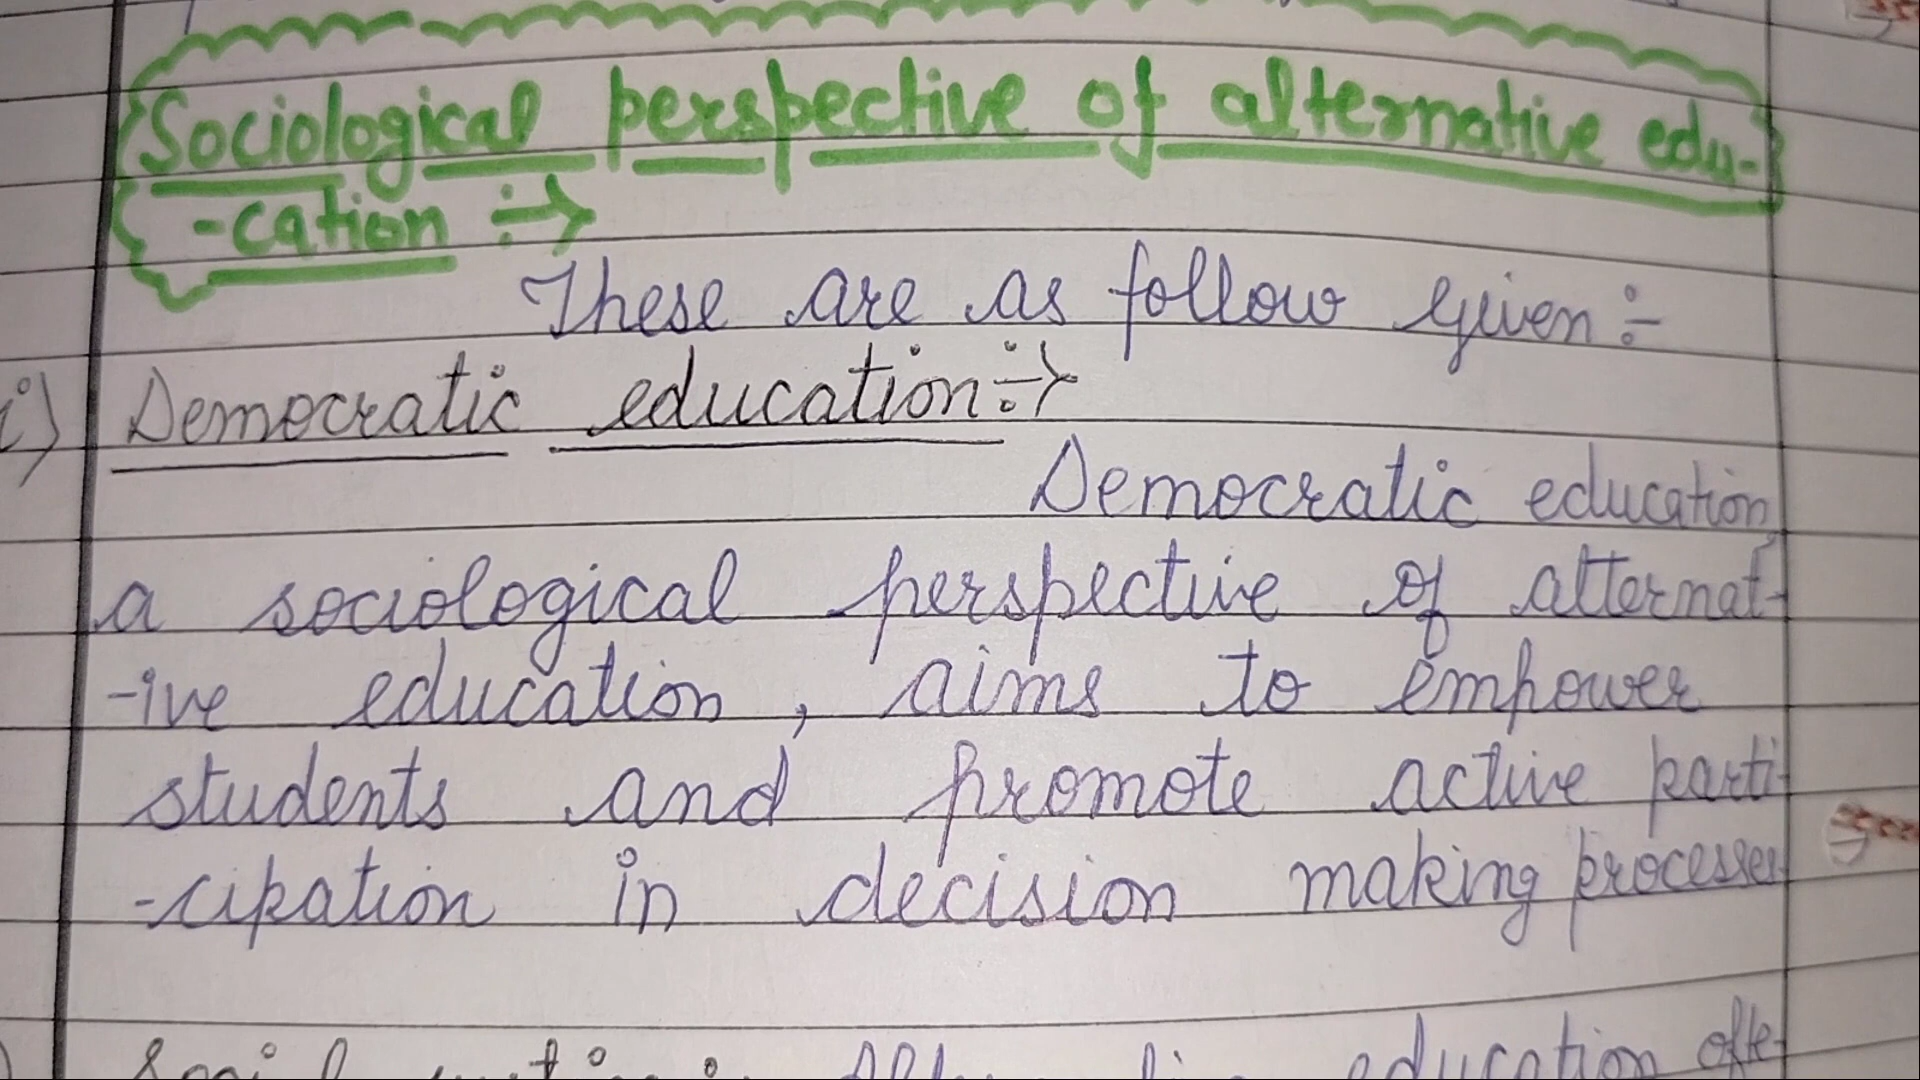 Sociological perspective of alternative edu-
-cation :->
These are as follow given :-
i) Democratic education :->
Democratic education,
a sociological perspective of alternat-
-ive education, aims to empower
students and promote active parti-
-cipation in decision making processes
education ofte-